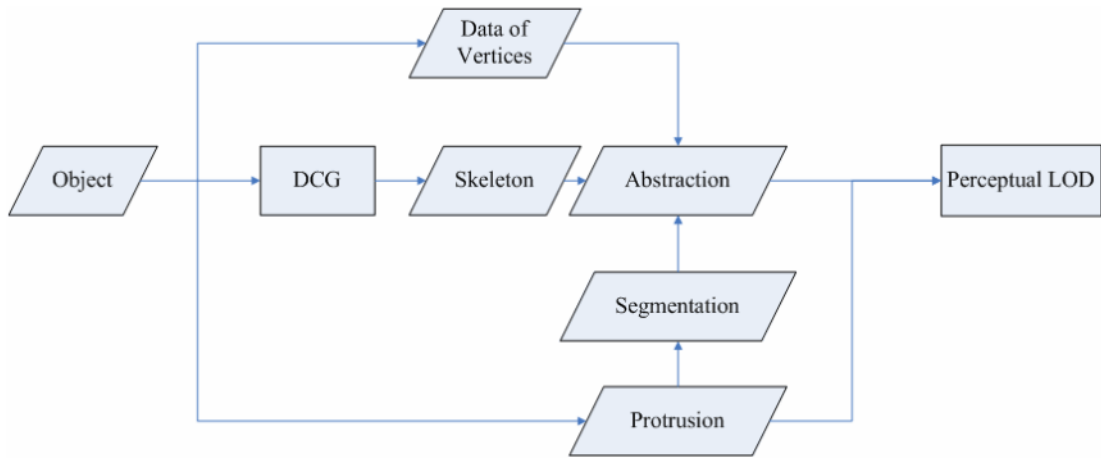 Data of
Vertices
Object
DCG
Skeleton
Abstraction
Perceptual LOD
Segmentation
Protrusion